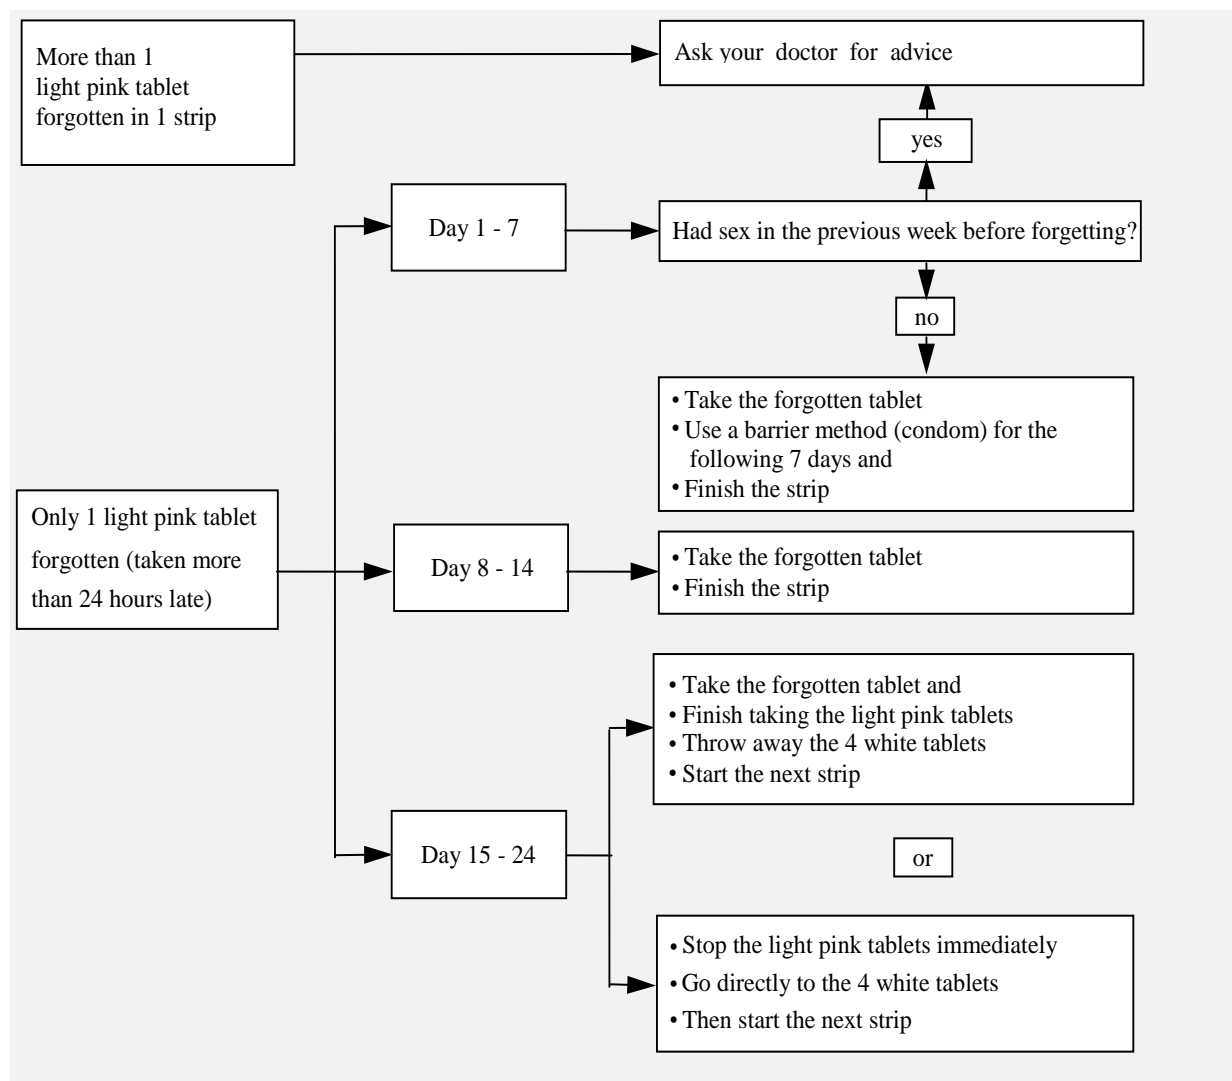 More than 1
light pink tablet
forgotten in 1 strip
Ask your doctor for advice
yes
Day 1 - 7
Had sex in the previous week before forgetting?
no
• Take the forgotten tablet
• Use a barrier method (condom) for the
following 7 days and
• Finish the strip
Only 1 light pink tablet
forgotten (taken more
than 24 hours late)
Day 8 - 14
• Take the forgotten tablet
• Finish the strip
• Take the forgotten tablet and
• Finish taking the light pink tablets
• Throw away the 4 white tablets
• Start the next strip
Day 15 - 24
or
• Stop the light pink tablets immediately
• Go directly to the 4 white tablets
• Then start the next strip